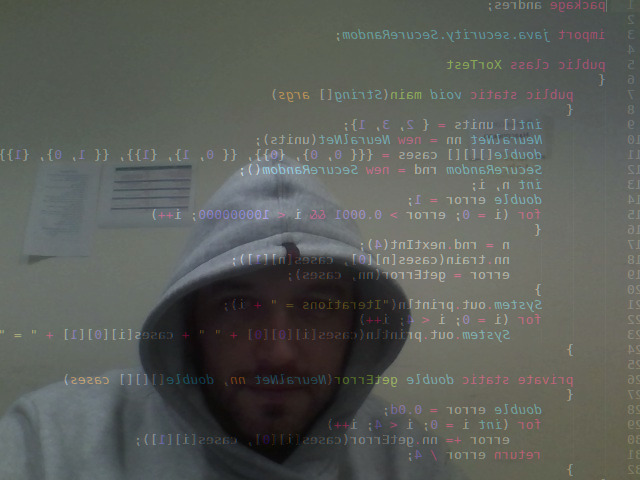 package andres;
import java.security.SecureRandom;
public class XorTest
{
public static void main(String[] args)
{
int[] units = { 2, 3, 1};
NeuralNet nn = new NeuralNet(units);
double[][][] cases = {{{ 0, 0}, {0}}, {{ 0, 1}, {1}}, {{ 1, 0}, {1}}
SecureRandom rnd = new SecureRandom();
int n, i;
double error = 1;
for (i = 0; error > 0.0001 && i < 100000000; i++)
{
n = rnd.nextInt(4);
nn.train(cases[n][0], cases[n][1]);
error = getError(nn, cases);
}
System.out.println("Iterations = " + i);
for (i = 0; i < 4; i++)
System.out.println(cases[i][0][0] + " " + cases[i][0][1] + " = "
}
private static double getError(NeuralNet nn, double[][][] cases)
{
double error = 0.0d;
for (int i = 0; i < 4; i++)
error += nn.getError(cases[i][0], cases[i][1]);
return error / 4;
}